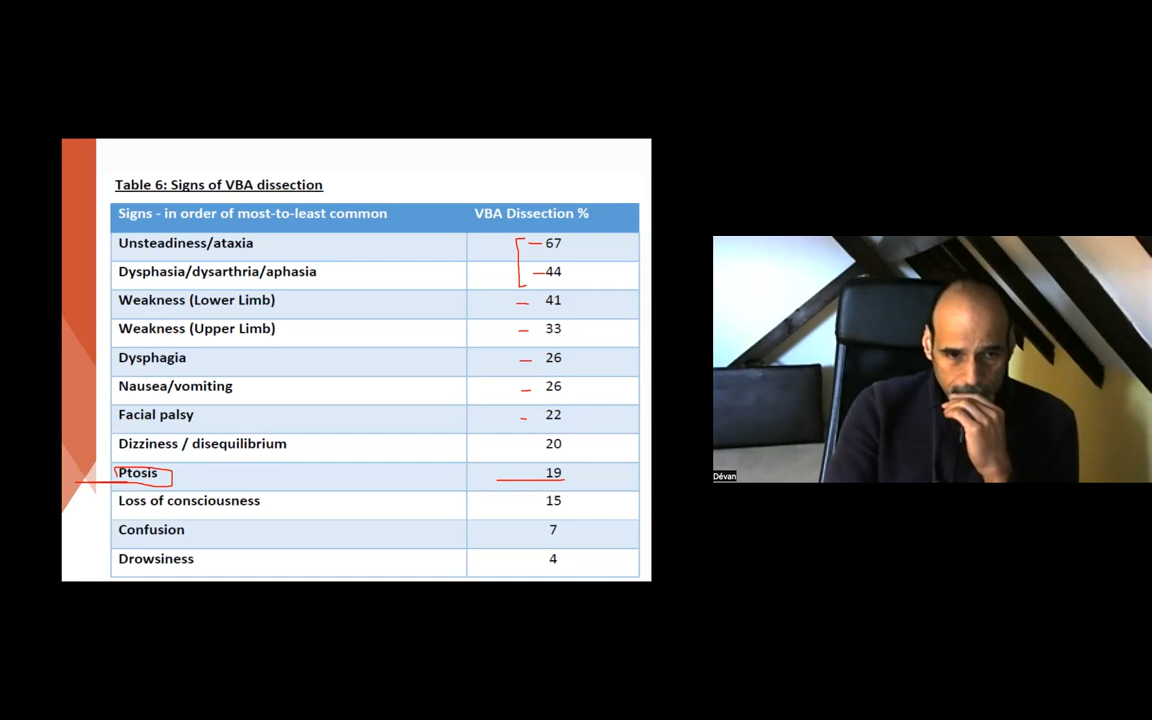 Table 6: Signs of VBA dissection
Signs - in order of most-to-least common VBA Dissection %
Unsteadiness/ataxia 67
Dysphasia/dysarthria/aphasia 44
Weakness (Lower Limb) 41
Weakness (Upper Limb) 33
Dysphagia 26
Nausea/vomiting 26
Facial palsy 22
Dizziness / disequilibrium 20
Ptosis 19
Loss of consciousness 15
Confusion 7
Drowsiness 4
Dévan